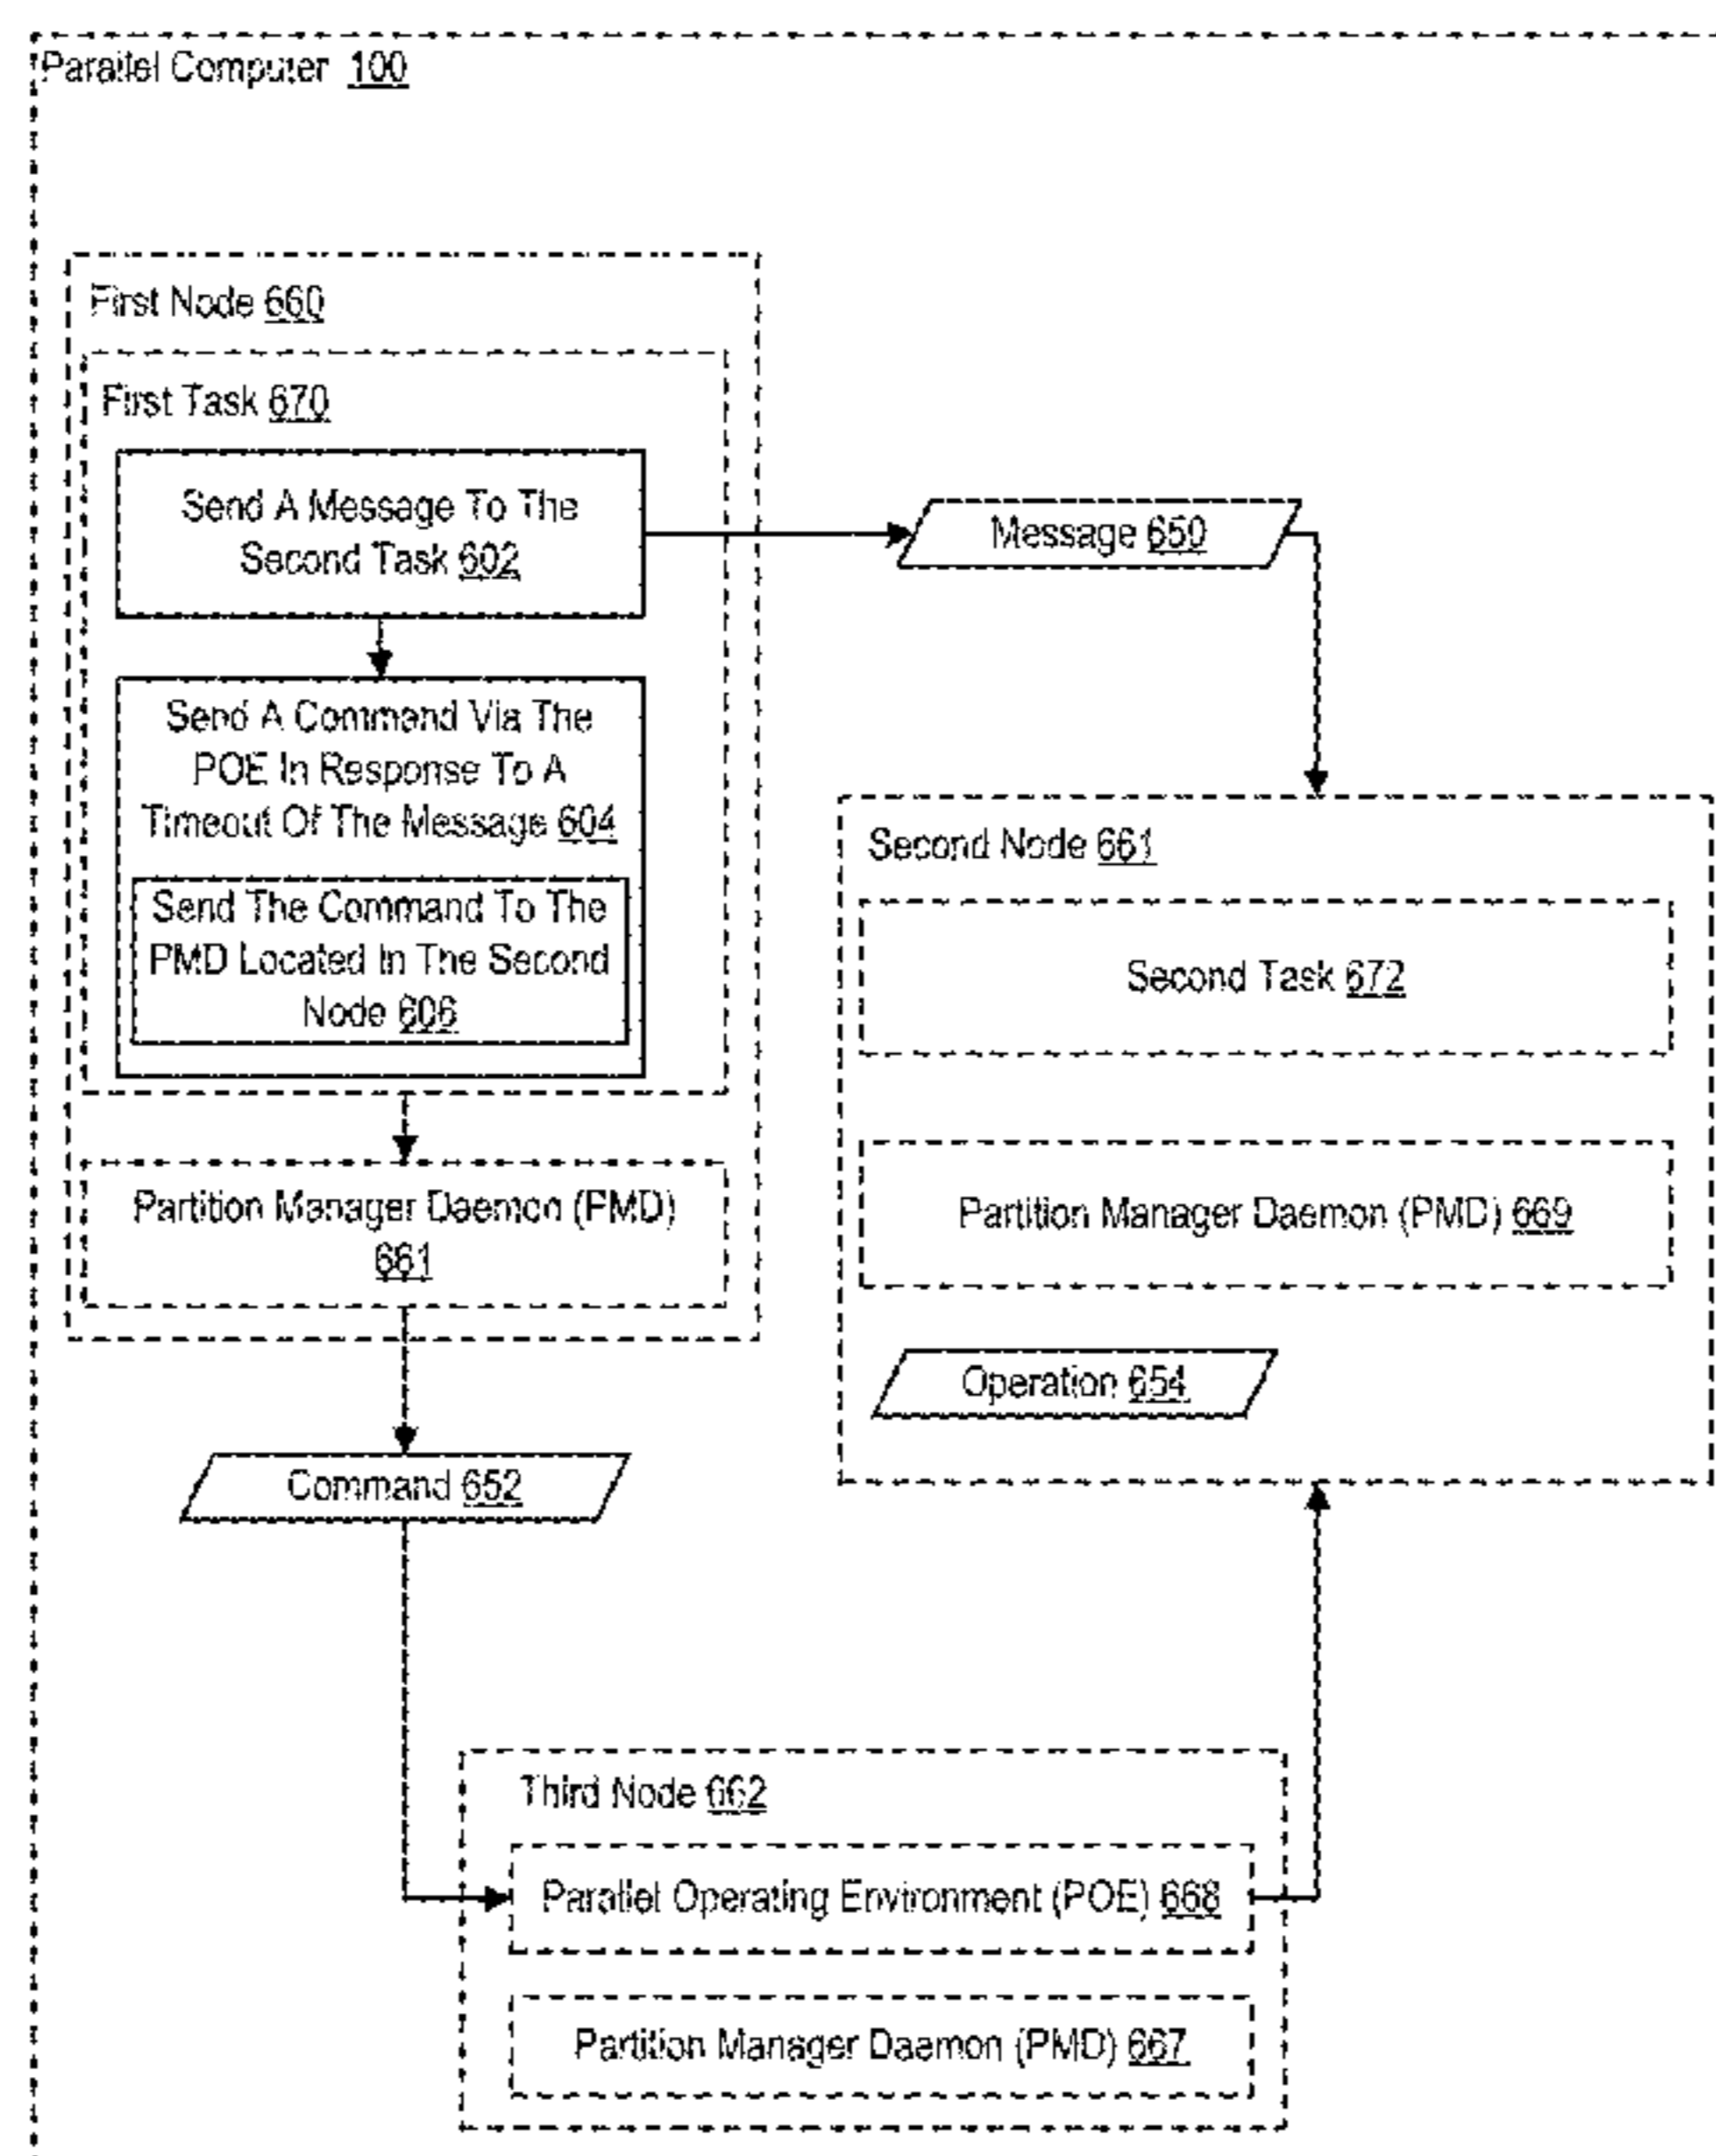 Parallel Computer 100
First Node 660
First Task 670
Send A Message To The
Second Task 602
Message 650
Send A Command Via The
POE In Response To A
Timeout Of The Message 604
Send The Command To The
PMD Located In The Second
Node 606
Second Node 661
Second Task 672
Partition Manager Daemon (PMD)
661
Partition Manager Daemon (PMD) 669
Operation 654
Command 652
Third Node 662
Parallel Operating Environment (POE) 668
Partition Manager Daemon (PMD) 667